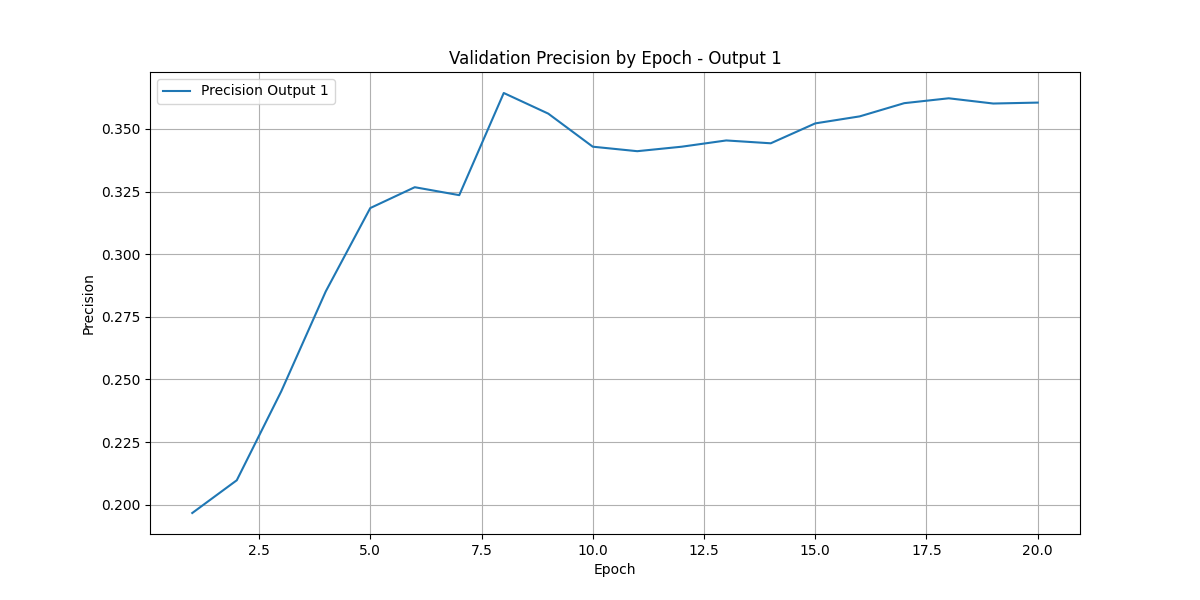 Validation Precision by Epoch - Output 1
Precision Output 1
Precision
0.350
0.325
0.300
0.275
0.250
0.225
0.200
2.5 5.0 7.5 10.0 12.5 15.0 17.5 20.0
Epoch